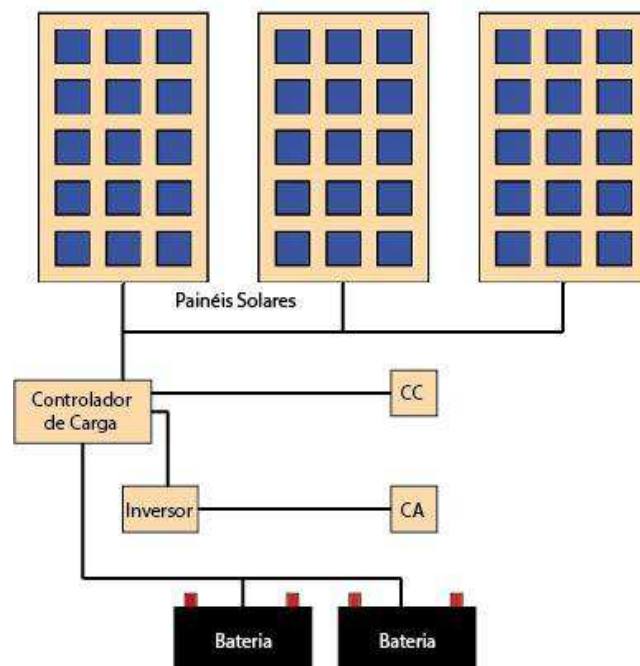 Painéis Solares
Controlador
de Carga
CC
Inversor
CA
Bateria
Bateria